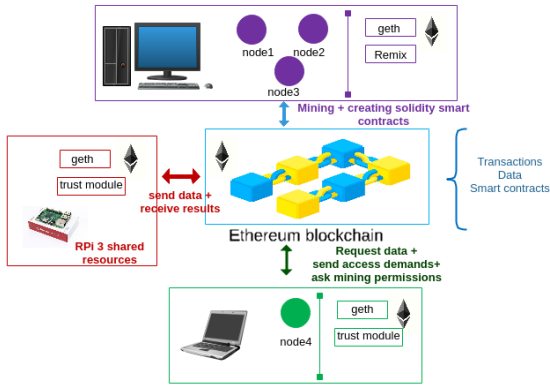 node1
node2
node3
geth
Remix
Mining + creating solidity smart
contracts
geth
trust module
RPi 3 shared
resources
send data +
receive results
Ethereum blockchain
Transactions
Data
Smart contracts
Request data +
send access demands+
ask mining permissions
node4
geth
trust module